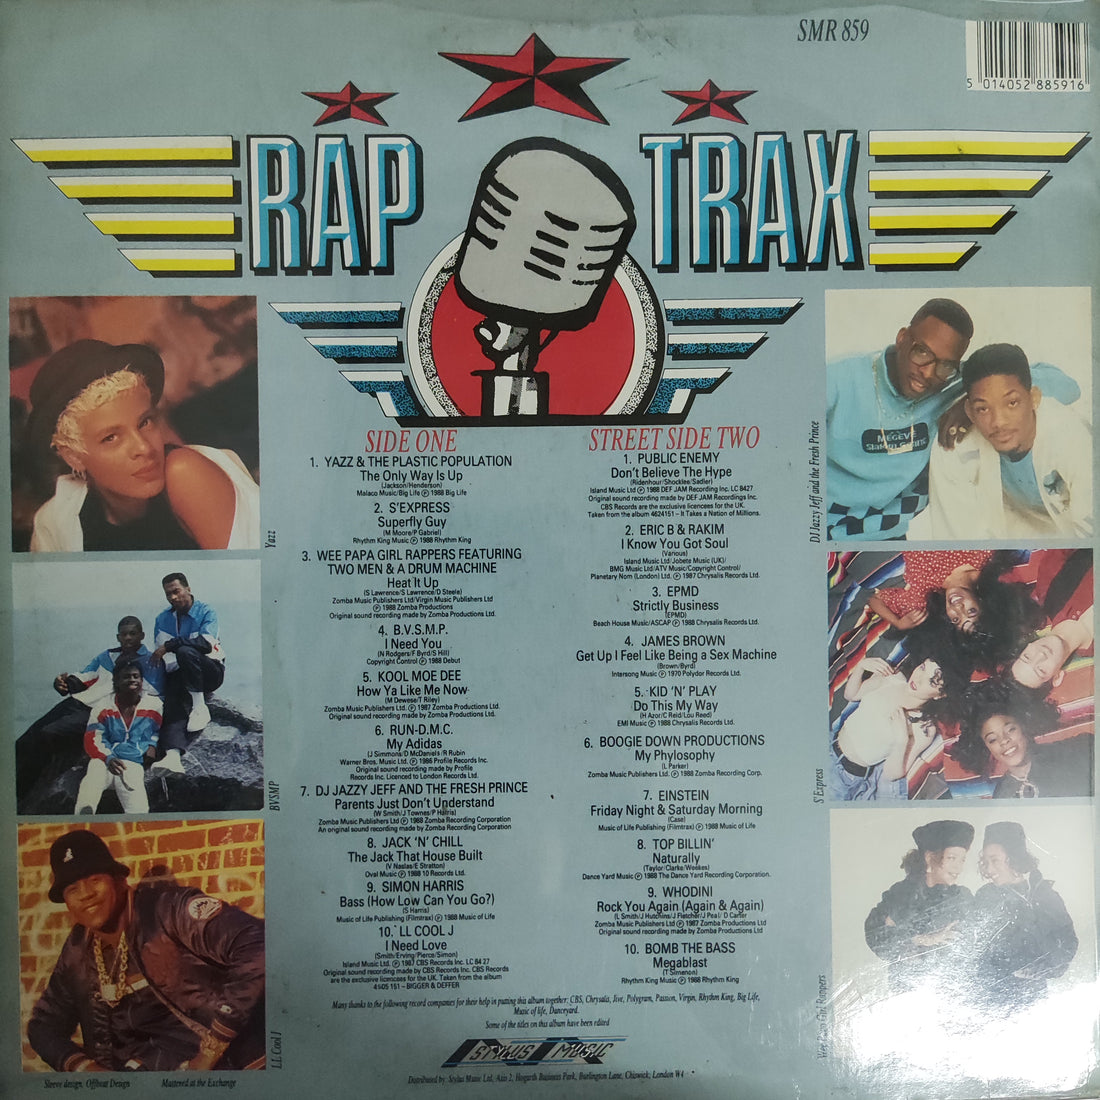 SMR 859
5 014052 885916
RAP TRAX
SIDE ONE
1. YAZZ & THE PLASTIC POPULATION
The Only Way Is Up
(Jackson/Henderson)
Malaco Music/Big Life Ⓟ 1988 Big Life
2. S'EXPRESS
Superfly Guy
(M Moore/P Gabriel)
Rhythm King Music Ⓟ 1988 Rhythm King
3. WEE PAPA GIRL RAPPERS FEATURING
TWO MEN & A DRUM MACHINE
Heat It Up
(S Lawrence/S Lawrence/D Steele)
Zomba Music Publishers Ltd/Virgin Music Publishers Ltd
Ⓟ 1988 Zomba Productions
Original sound recording made by Zomba Productions Ltd.
4. B.V.S.M.P.
I Need You
(N Rodgers/F Byrd/S Hill)
Copyright Control Ⓟ 1988 Debut
5. KOOL MOE DEE
How Ya Like Me Now
(M Dewese/T Riley)
Zomba Music Publishers Ltd. Ⓟ 1987 Zomba Productions Ltd.
Original sound recording made by Zomba Productions Ltd.
6. RUN-D.M.C.
My Adidas
(J Simmons/D McDaniels/R Rubin
Warner Bros. Music Ltd. Ⓟ 1986 Profile Records Inc.
Original sound recording made by Profile
Records Inc. Licenced to London Records Ltd.
7. DJ JAZZY JEFF AND THE FRESH PRINCE
Parents Just Don't Understand
(W Smith/J Townes/P Harris)
Zomba Music Publishers Ltd Ⓟ 1988 Zomba Recording Corporation
An original sound recording made by Zomba Recording Corporation
8. JACK 'N' CHILL
The Jack That House Built
(V Naslas/E Stratton)
Oval Music Ⓟ 1988 10 Records Ltd.
9. SIMON HARRIS
Bass (How Low Can You Go?)
(S Harris)
Music of Life Publishing (Filmtrax) Ⓟ 1988 Music of Life
10. LL COOL J
I Need Love
(Smith/Erving/Pierce/Simon)
Island Music Ltd. Ⓟ 1987 CBS Records Inc. LC 84 27
Original sound recording made by CBS Records Inc. CBS Records
are the exclusive licencees for the UK. Taken from the album
4505 151 – BIGGER & DEFFER
STREET SIDE TWO
1. PUBLIC ENEMY
Don't Believe The Hype
(Ridenhour/Shocklee/Sadler)
Island Music Ltd Ⓟ 1988 DEF JAM Recording Inc. LC 8427
Original sound recording made by DEF JAM Recordings Inc.
CBS Records are the exclusive licencees for the UK.
Taken from the album 4624151 – It Takes a Nation of Millions.
2. ERIC B & RAKIM
I Know You Got Soul
(Various)
Island Music Ltd/Jobete Music (UK)/
BMG Music Ltd/ATV Music/Copyright Control/
Planetary Nom (London) Ltd. Ⓟ 1987 Chrysalis Records Ltd.
3. EPMD
Strictly Business
(EPMD)
Beach House Music/ASCAP Ⓟ 1988 Chrysalis Records Ltd.
4. JAMES BROWN
Get Up I Feel Like Being a Sex Machine
(Brown/Byrd)
Intersong Music Ⓟ 1970 Polydor Records Ltd.
5. KID 'N' PLAY
Do This My Way
(H Azor/C Reid/Lou Reed)
EMI Music Ⓟ 1988 Chrysalis Records Ltd.
6. BOOGIE DOWN PRODUCTIONS
My Phylosophy
(L Parker)
Zomba Music Publishers Ltd. Ⓟ 1988 Zomba Recording Corp.
7. EINSTEIN
Friday Night & Saturday Morning
(Case)
Music of Life Publishing (Filmtrax) Ⓟ 1988 Music of Life
8. TOP BILLIN'
Naturally
(Taylor/Clarke/Weekes)
Dance Yard Music Ⓟ 1988 The Dance Yard Recording Corporation.
9. WHODINI
Rock You Again (Again & Again)
(L Smith/J Hutchins/J Fletcher/J Peal/ D Carter
Zomba Music Publishers Ltd Ⓟ 1987 Zomba Productions Ltd
Original sound recording made by Zomba Productions Ltd
10. BOMB THE BASS
Megablast
(T Simenon)
Rhythm King Music Ⓟ 1988 Rhythm King
Yazz
BVSMP
LL Cool J
DJ Jazzy Jeff and the Fresh Prince
MEGÈVE
S'Express
Wee Papa Girl Rappers
Many thanks to the following record companies for their help in putting this album together: CBS, Chrysalis, Jive, Polygram, Passion, Virgin, Rhythm King, Big Life,
Music of life, Danceyard.
Some of the titles on this album have been edited
STYLUS MUSIC
Distributed by: Stylus Music Ltd, Axis 2, Hogarth Business Park, Burlington Lane, Chiswick, London W4
Sleeve design. Offbeat Design
Mastered at the Exchange